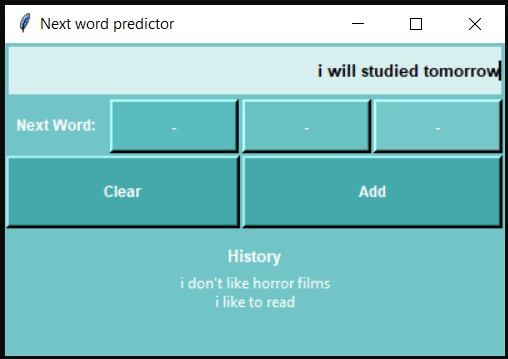 Next word predictor
i will studied tomorrow
Next Word: - - -
Clear Add
History
i don't like horror films
i like to read